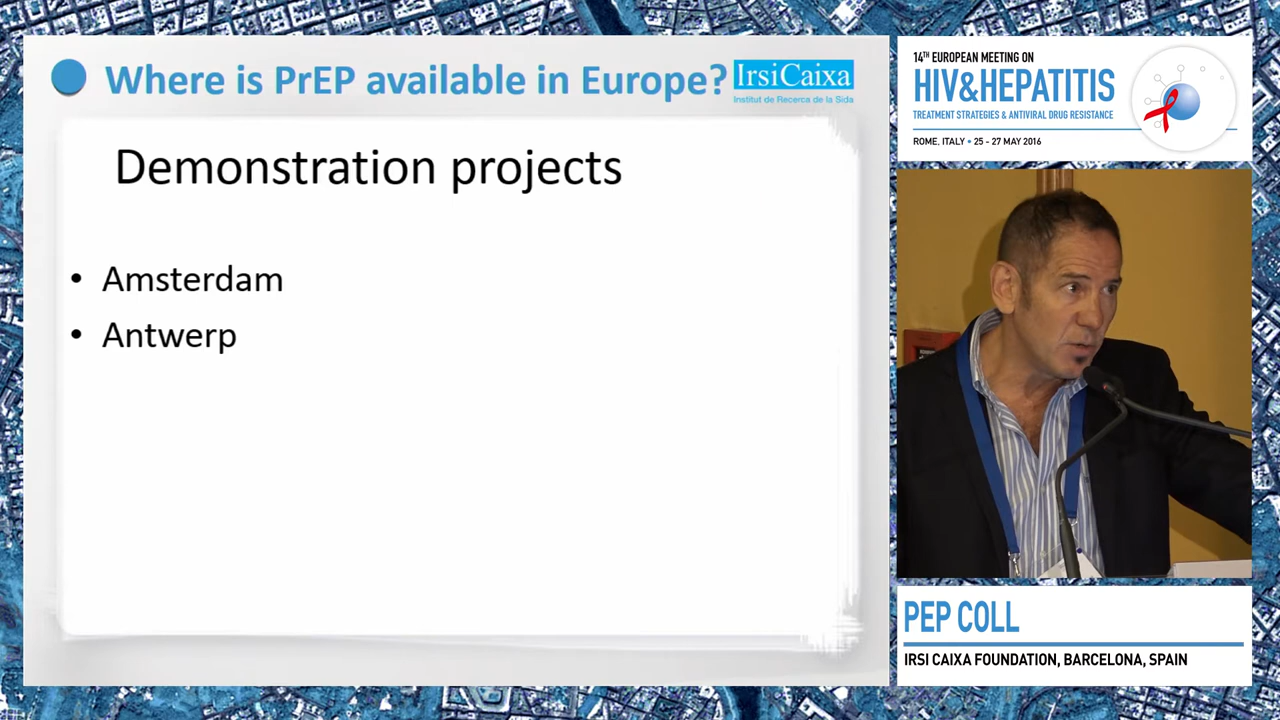 Where is PrEP available in Europe?
IrsiCaixa
Institut de Recerca de la Sida
Demonstration projects
• Amsterdam
• Antwerp
14TH EUROPEAN MEETING ON
HIV&HEPATITIS
TREATMENT STRATEGIES & ANTIVIRAL DRUG RESISTANCE
ROME, ITALY • 25 - 27 MAY 2016
PEP COLL
IRSI CAIXA FOUNDATION, BARCELONA, SPAIN